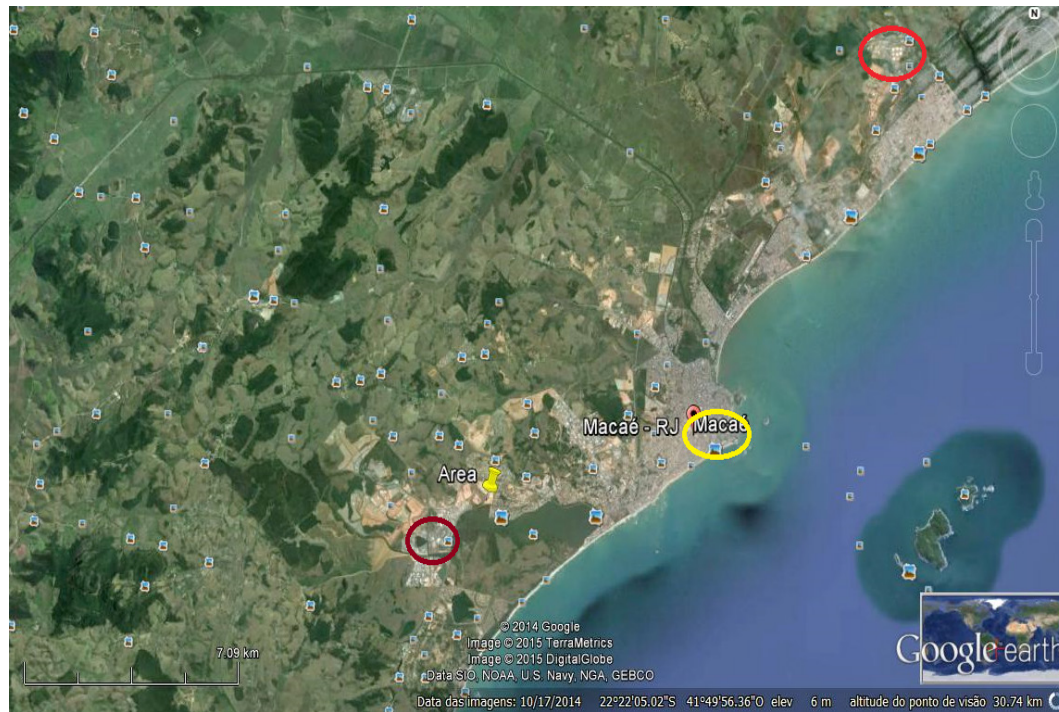 N
Macaé - RJ
Macaé
Area
7.09 km
© 2014 Google
Image © 2015 TerraMetrics
Image © 2015 DigitalGlobe
Data SIO, NOAA, U.S. Navy, NGA, GEBCO
Google earth
Data das imagens: 10/17/2014 22°22'05.02"S 41°49'56.36"O elev 6 m altitude do ponto de visão 30.74 km